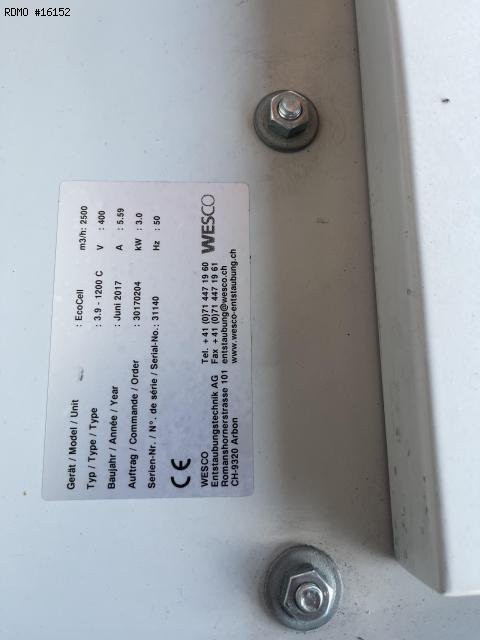 RDMO #16152
Gerät / Model / Unit : EcoCell m3/h: 2500
Typ / Type / Type : 3.9 - 1200 C V : 400
Baujahr / Année / Year : Juni 2017 A : 5.59
Auftrag / Commande / Order : 30170204 kW : 3.0
Serien-Nr. / N°. de série / Serial-No.: 31140 Hz : 50
CE
WESCO
Entstaubungstechnik AG
Romanshornerstrasse 101
CH-9320 Arbon
Tel. +41 (0)71 447 19 60
Fax +41 (0)71 447 19 61
entstaubung@wesco.ch
www.wesco-entstaubung.ch
WESCO